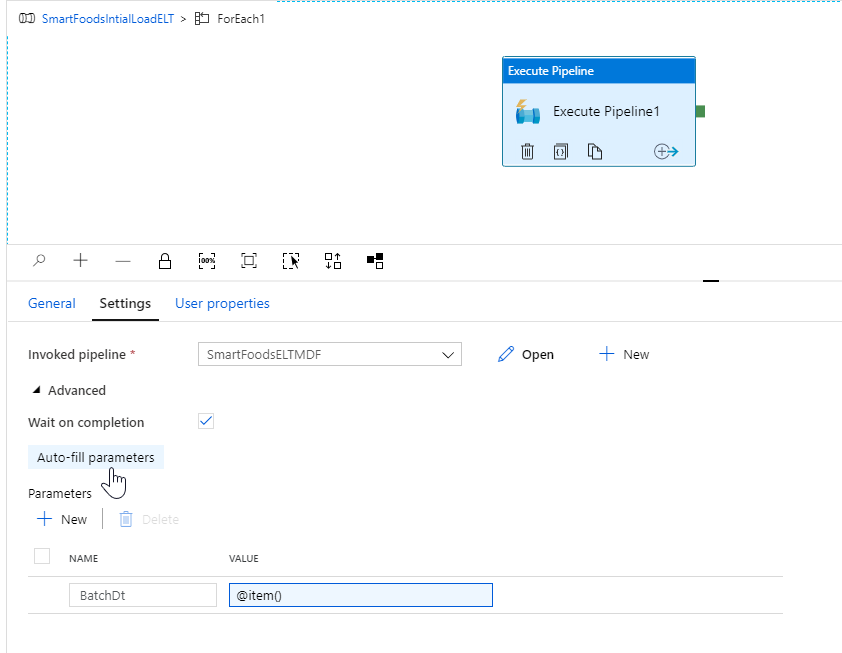 SmartFoodsIntialLoadELT > ForEach1
Execute Pipeline
Execute Pipeline1
100%
General Settings User properties
Invoked pipeline * SmartFoodsELTMDF Open New
Advanced
Wait on completion
Auto-fill parameters
Parameters
New Delete
NAME VALUE
BatchDt @item()